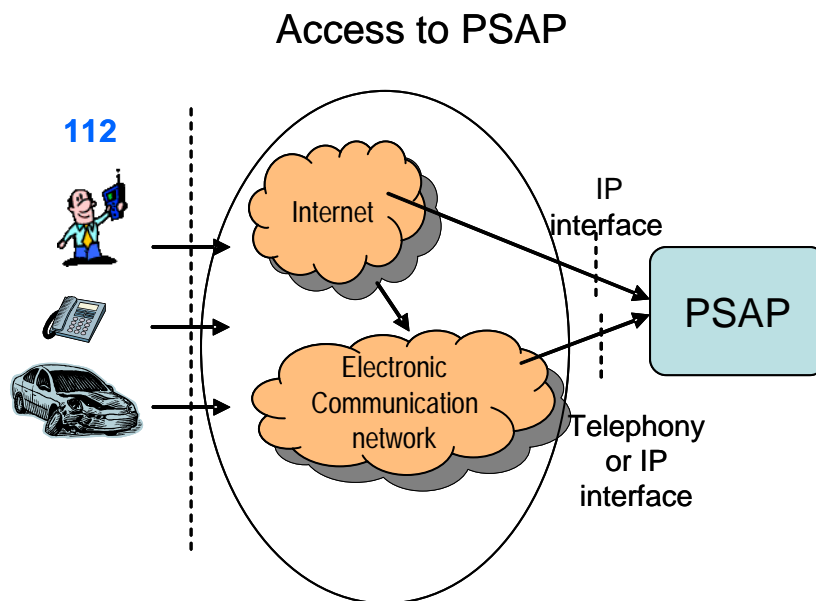 Access to PSAP
112
Internet
IP
interface
PSAP
Electronic
Communication
network
Telephony
or IP
interface